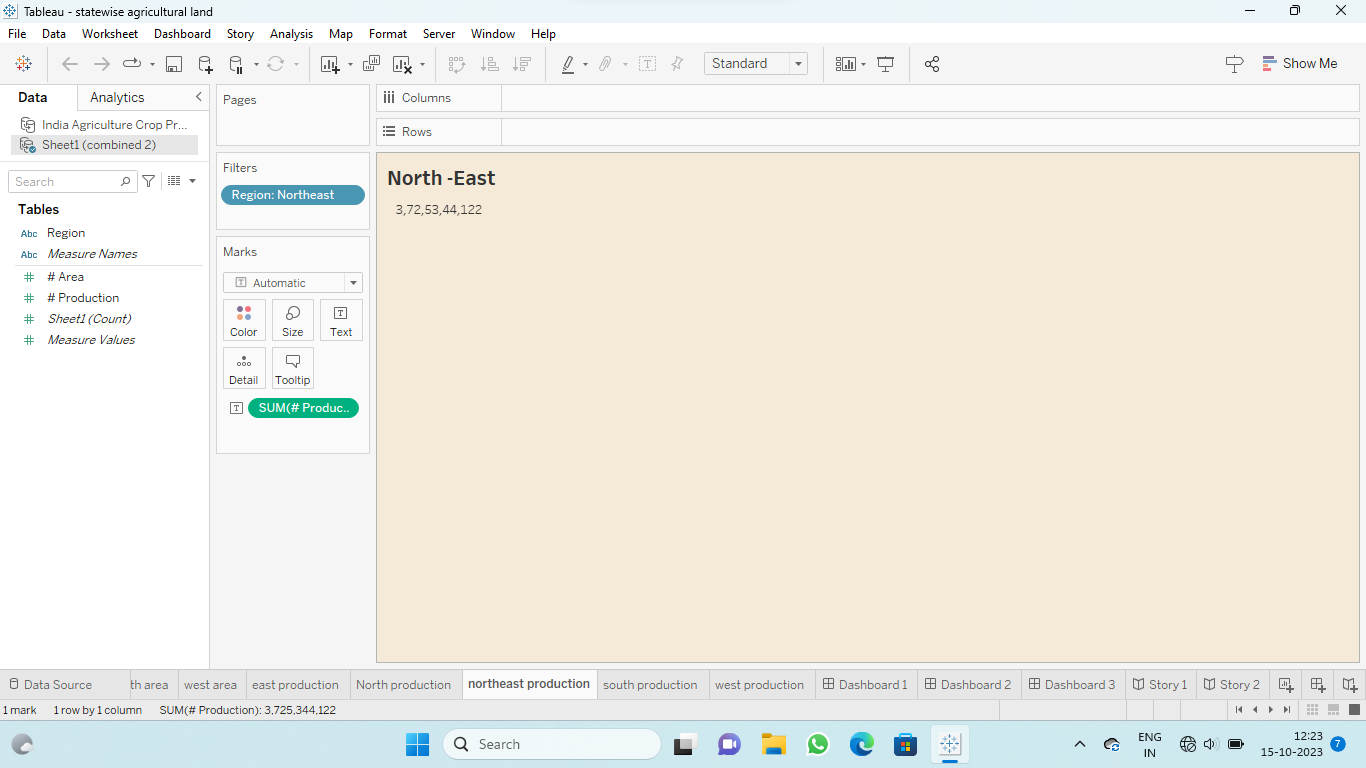 Tableau - statewise agricultural land
File Data Worksheet Dashboard Story Analysis Map Format Server Window Help
Standard
Show Me
Data Analytics
India Agriculture Crop Pr...
Sheet1 (combined 2)
Search
Tables
Abc Region
Abc Measure Names
# Area
# Production
Sheet1 (Count)
Measure Values
Pages
Filters
Region: Northeast
Marks
Automatic
Color Size Text
Detail Tooltip
SUM(# Produc..
Columns
Rows
North -East
3,72,53,44,122
Data Source th area west area east production North production northeast production south production west production Dashboard 1 Dashboard 2 Dashboard 3 Story 1 Story 2
1 mark 1 row by 1 column SUM(# Production): 3,725,344,122
Search
ENG
IN
12:23
15-10-2023
7